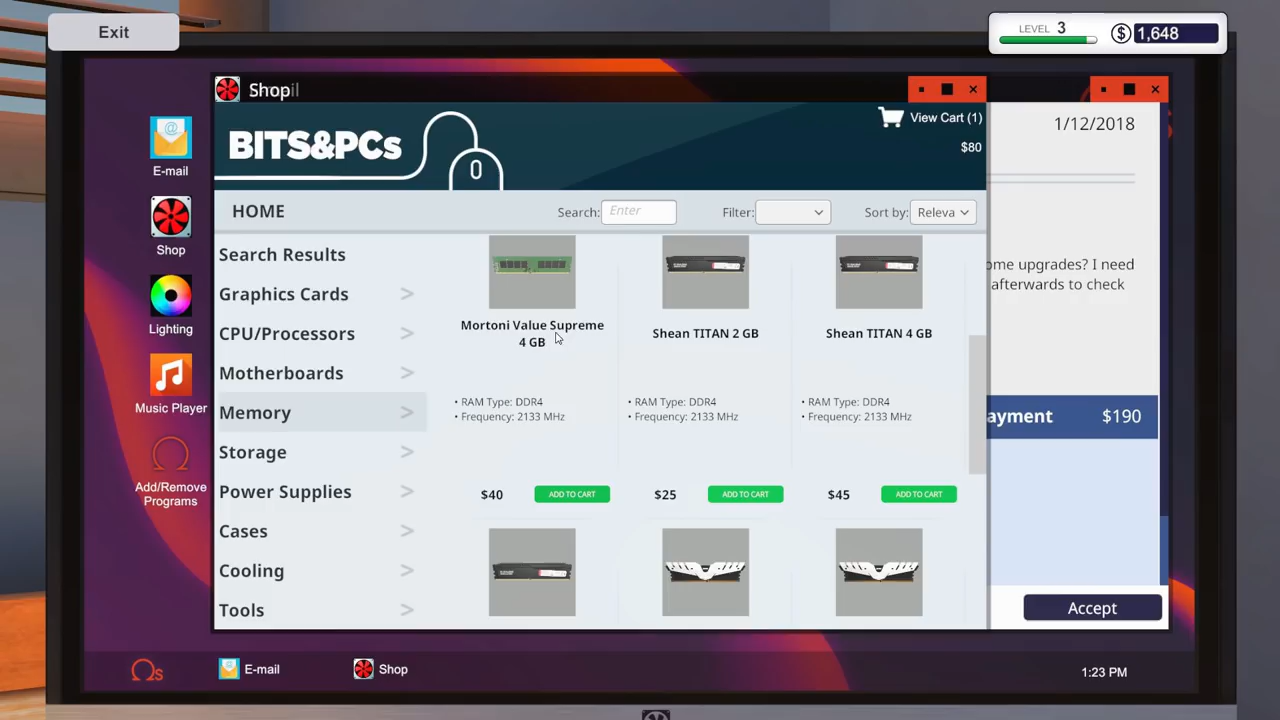 Exit
LEVEL 3
$ 1,648
Shop
View Cart (1)
$80
BITS&PCs
HOME
Search: Enter
Filter:
Sort by: Releva
E-mail
Shop
Lighting
Music Player
Add/Remove
Programs
Search Results
Graphics Cards >
CPU/Processors >
Motherboards >
Memory >
Storage >
Power Supplies >
Cases >
Cooling >
Tools >
Mortoni Value Supreme
4 GB
• RAM Type: DDR4
• Frequency: 2133 MHz
$40 ADD TO CART
Shean TITAN 2 GB
• RAM Type: DDR4
• Frequency: 2133 MHz
$25 ADD TO CART
Shean TITAN 4 GB
• RAM Type: DDR4
• Frequency: 2133 MHz
$45 ADD TO CART
1/12/2018
ome upgrades? I need
afterwards to check
ayment $190
Accept
Ωs
E-mail
Shop
1:23 PM